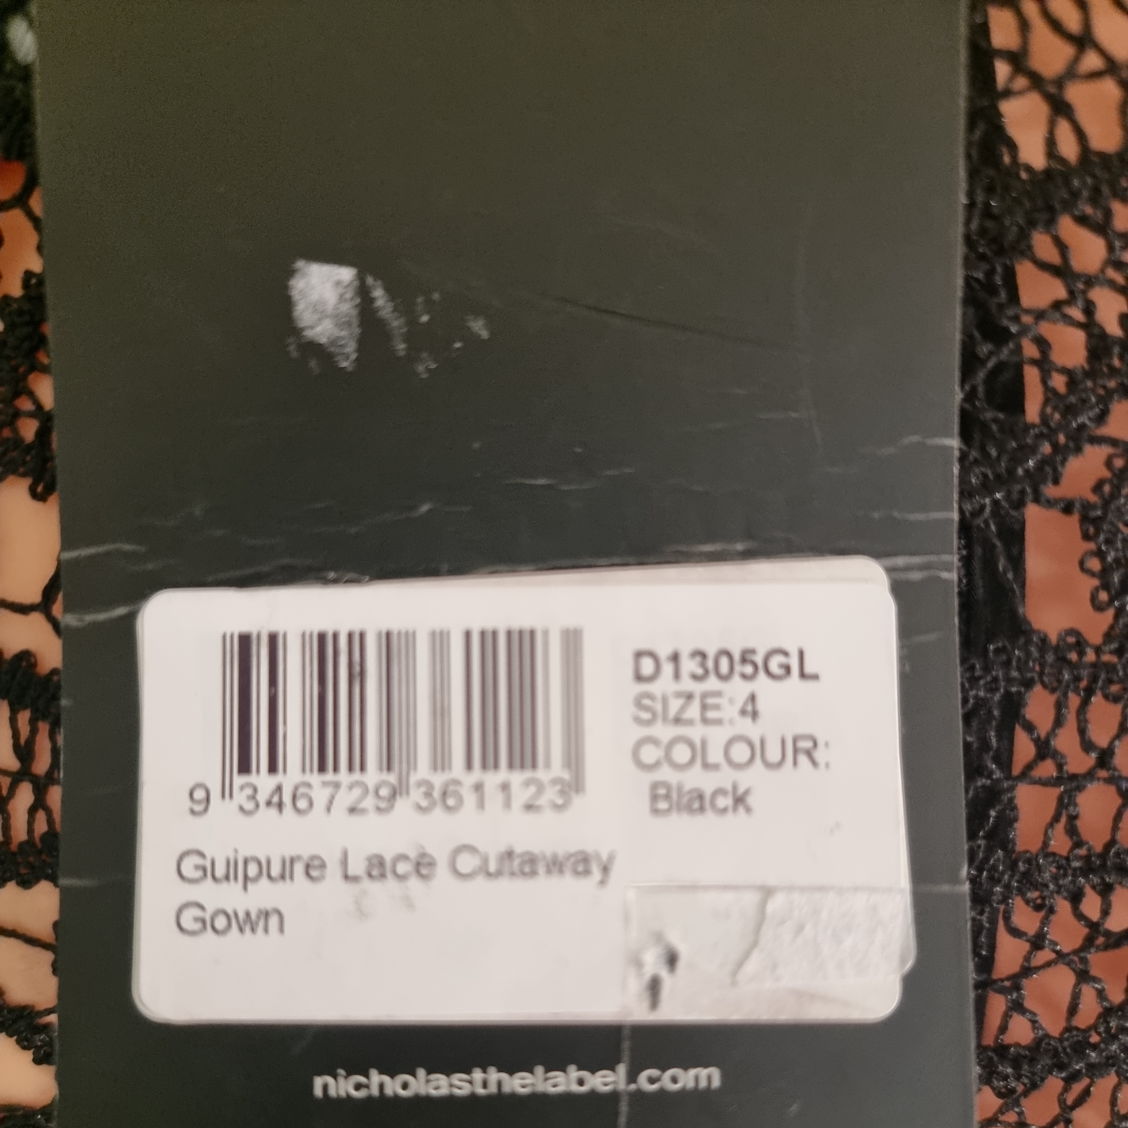 D1305GL
SIZE:4
COLOUR:
Black
9 346729 361123
Guipure Lace Cutaway
Gown
nicholasthelabel.com